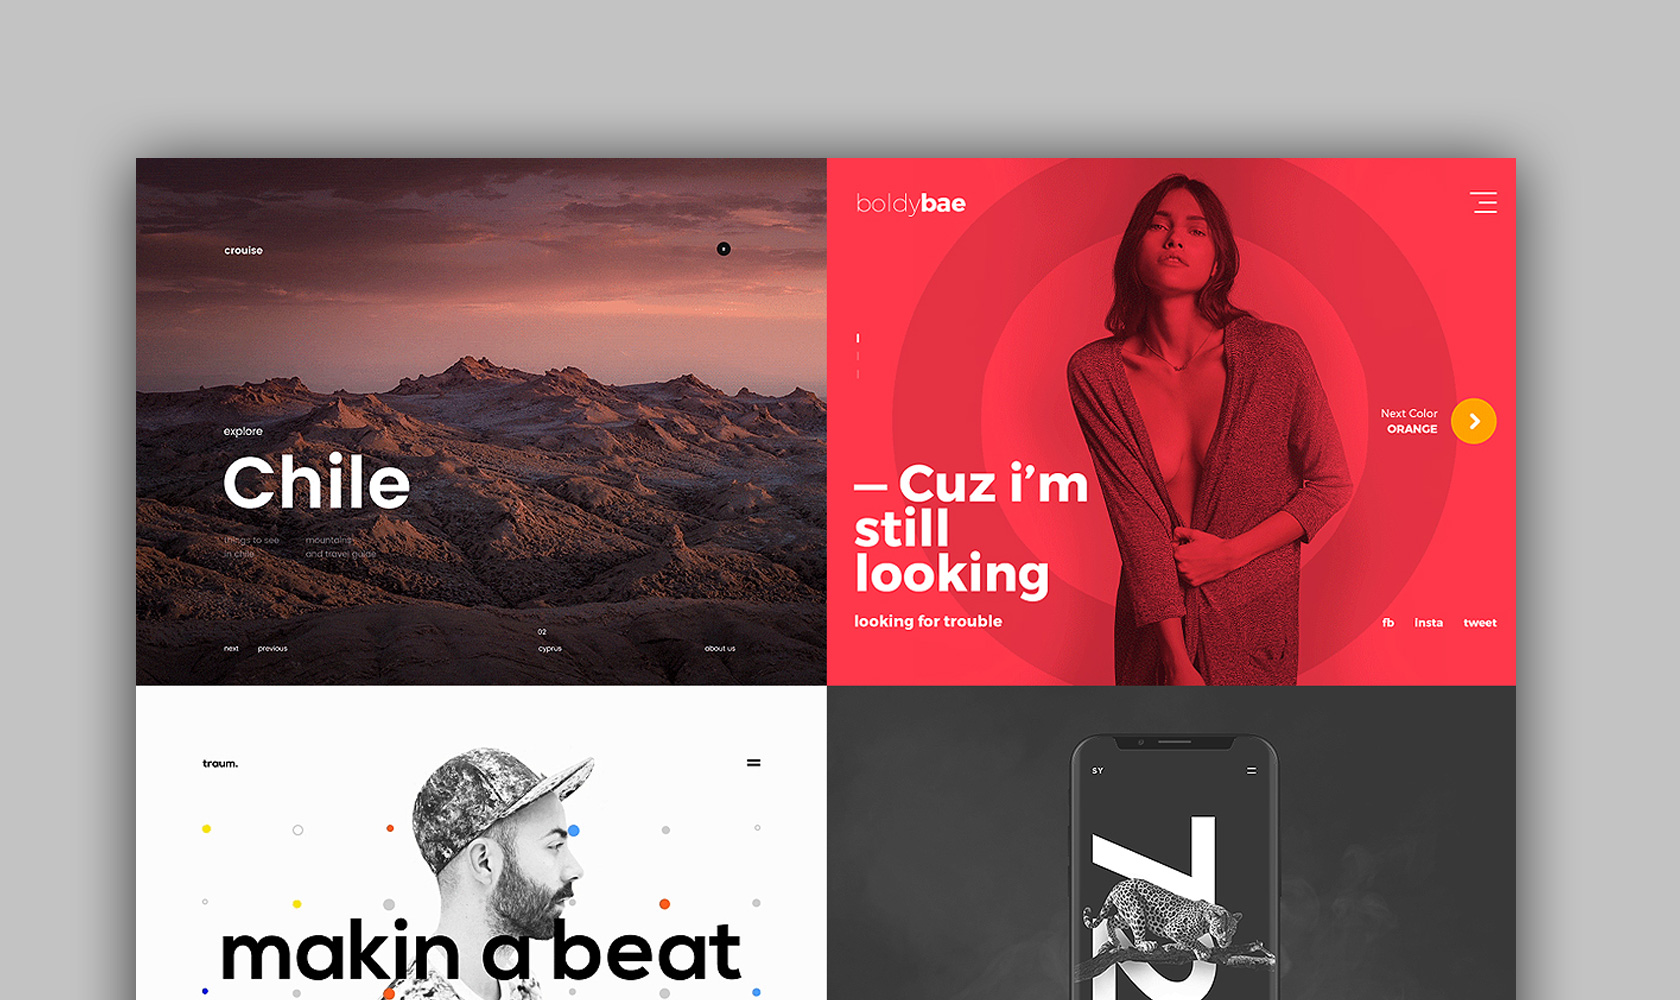 crouise
explore
Chile
things to see
in chile
mountains
and travel guide
02
next
previous
cyprus
about us
boldybae
Next Color
ORANGE
— Cuz i’m
still
looking
looking for trouble
fb
insta
tweet
traum.
makin a beat
SY